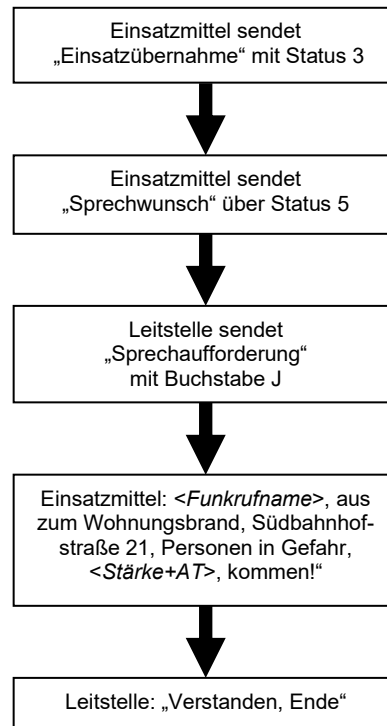 Einsatzmittel sendet
„Einsatzübernahme“ mit Status 3
Einsatzmittel sendet
„Sprechwunsch“ über Status 5
Leitstelle sendet
„Sprechaufforderung“
mit Buchstabe J
Einsatzmittel: <Funkrufname>, aus
zum Wohnungsbrand, Südbahnhof-
straße 21, Personen in Gefahr,
<Stärke+AT>, kommen!“
Leitstelle: „Verstanden, Ende“